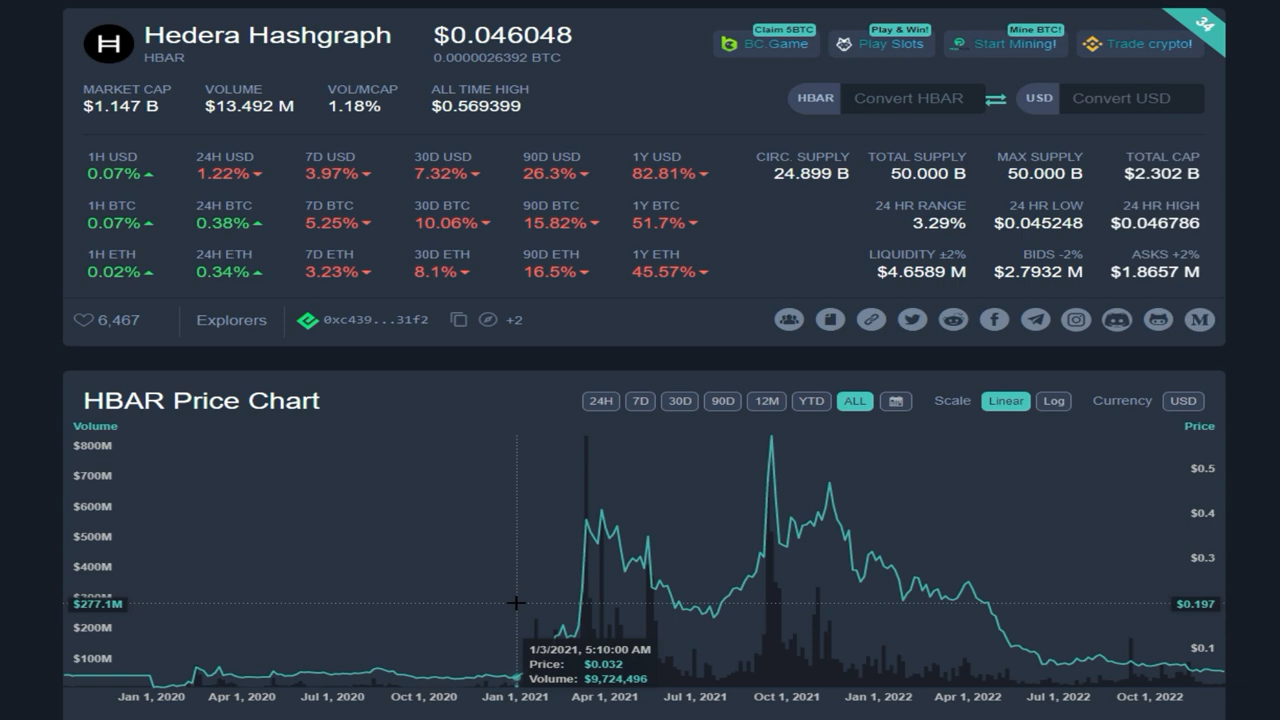 Hedera Hashgraph
HBAR
$0.046048
0.0000026392 BTC
Claim 5BTC
BC.Game
Play & Win!
Play Slots
Mine BTC!
Start Mining!
Trade crypto!
34
MARKET CAP
$1.147 B
VOLUME
$13.492 M
VOL/MCAP
1.18%
ALL TIME HIGH
$0.569399
HBAR
Convert HBAR
USD
Convert USD
1H USD 24H USD 7D USD 30D USD 90D USD 1Y USD
0.07% 1.22% 3.97% 7.32% 26.3% 82.81%
1H BTC 24H BTC 7D BTC 30D BTC 90D BTC 1Y BTC
0.07% 0.38% 5.25% 10.06% 15.82% 51.7%
1H ETH 24H ETH 7D ETH 30D ETH 90D ETH 1Y ETH
0.02% 0.34% 3.23% 8.1% 16.5% 45.57%
CIRC. SUPPLY TOTAL SUPPLY MAX SUPPLY TOTAL CAP
24.899 B 50.000 B 50.000 B $2.302 B
24 HR RANGE 24 HR LOW 24 HR HIGH
3.29% $0.045248 $0.046786
LIQUIDITY ±2% BIDS -2% ASKS +2%
$4.6589 M $2.7932 M $1.8657 M
6,467
Explorers
0xc439...31f2
+2
HBAR Price Chart
24H 7D 30D 90D 12M YTD ALL
Scale Linear Log
Currency USD
Volume
Price
$800M
$700M
$600M
$500M
$400M
$300M
$277.1M
$200M
$100M
$0.5
$0.4
$0.3
$0.197
$0.1
1/3/2021, 5:10:00 AM
Price: $0.032
Volume: $9,724,496
Jan 1, 2020 Apr 1, 2020 Jul 1, 2020 Oct 1, 2020 Jan 1, 2021 Apr 1, 2021 Jul 1, 2021 Oct 1, 2021 Jan 1, 2022 Apr 1, 2022 Jul 1, 2022 Oct 1, 2022